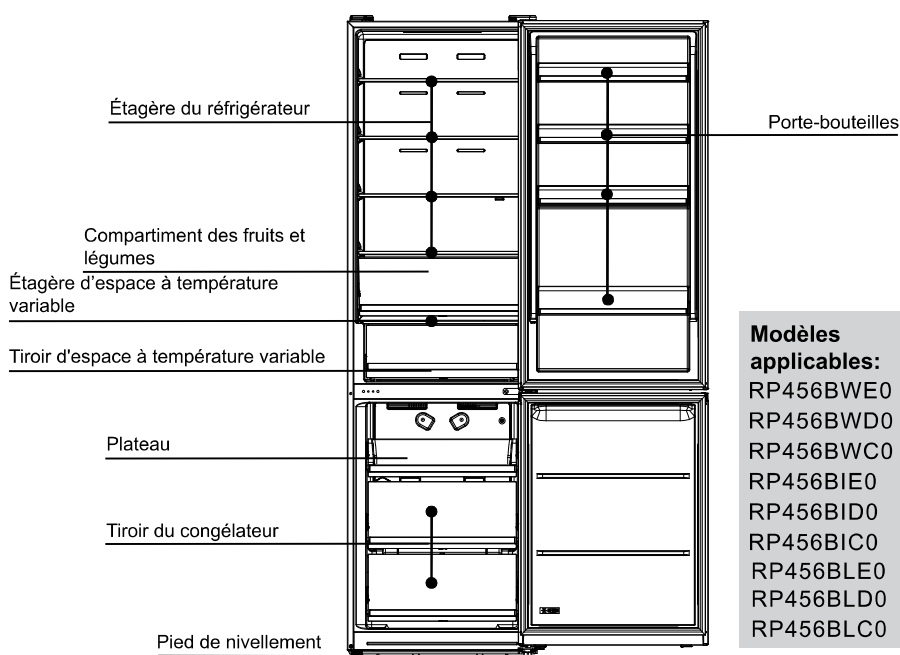 Étagère du réfrigérateur
Porte-bouteilles
Compartiment des fruits et
légumes
Étagère d'espace à température
variable
Tiroir d'espace à température variable
Plateau
Tiroir du congélateur
Pied de nivellement
Modèles
applicables:
RP456BWE0
RP456BWD0
RP456BWC0
RP456BIE0
RP456BID0
RP456BIC0
RP456BLE0
RP456BLD0
RP456BLC0